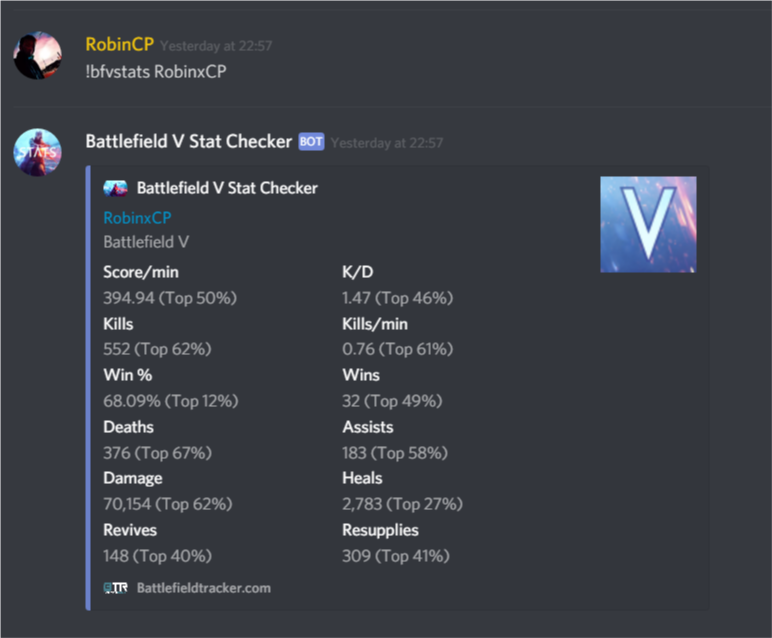 RobinCP Yesterday at 22:57
!bfvstats RobinxCP
STATS
Battlefield V Stat Checker BOT Yesterday at 22:57
Battlefield V Stat Checker
V
RobinxCP
Battlefield V
Score/min K/D
394.94 (Top 50%) 1.47 (Top 46%)
Kills Kills/min
552 (Top 62%) 0.76 (Top 61%)
Win % Wins
68.09% (Top 12%) 32 (Top 49%)
Deaths Assists
376 (Top 67%) 183 (Top 58%)
Damage Heals
70,154 (Top 62%) 2,783 (Top 27%)
Revives Resupplies
148 (Top 40%) 309 (Top 41%)
TR Battlefieldtracker.com